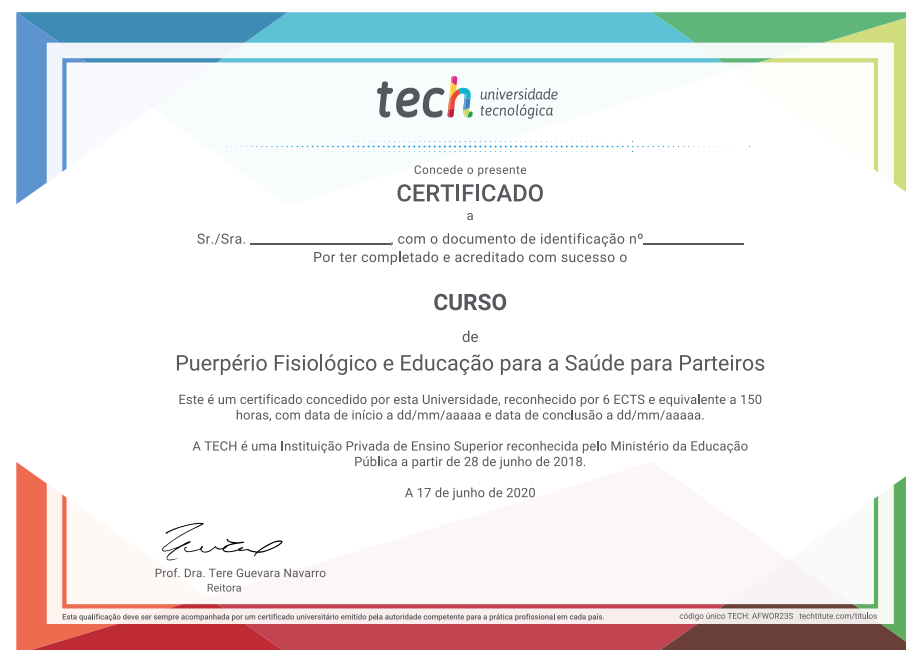 tech universidade
tecnológica
Concede o presente
CERTIFICADO
a
Sr./Sra. ____________, com o documento de identificação nº____________
Por ter completado e acreditado com sucesso o
CURSO
de
Puerpério Fisiológico e Educação para a Saúde para Parteiros
Este é um certificado concedido por esta Universidade, reconhecido por 6 ECTS e equivalente a 150
horas, com data de início a dd/mm/aaaaa e data de conclusão a dd/mm/aaaaa.
A TECH é uma Instituição Privada de Ensino Superior reconhecida pelo Ministério da Educação
Pública a partir de 28 de junho de 2018.
A 17 de junho de 2020
Prof. Dra. Tere Guevara Navarro
Reitora
Esta qualificação deve ser sempre acompanhada por um certificado universitário emitido pela autoridade competente para a prática profissional em cada país.
código único TECH: AFWOR23S techtitute.com/titulos